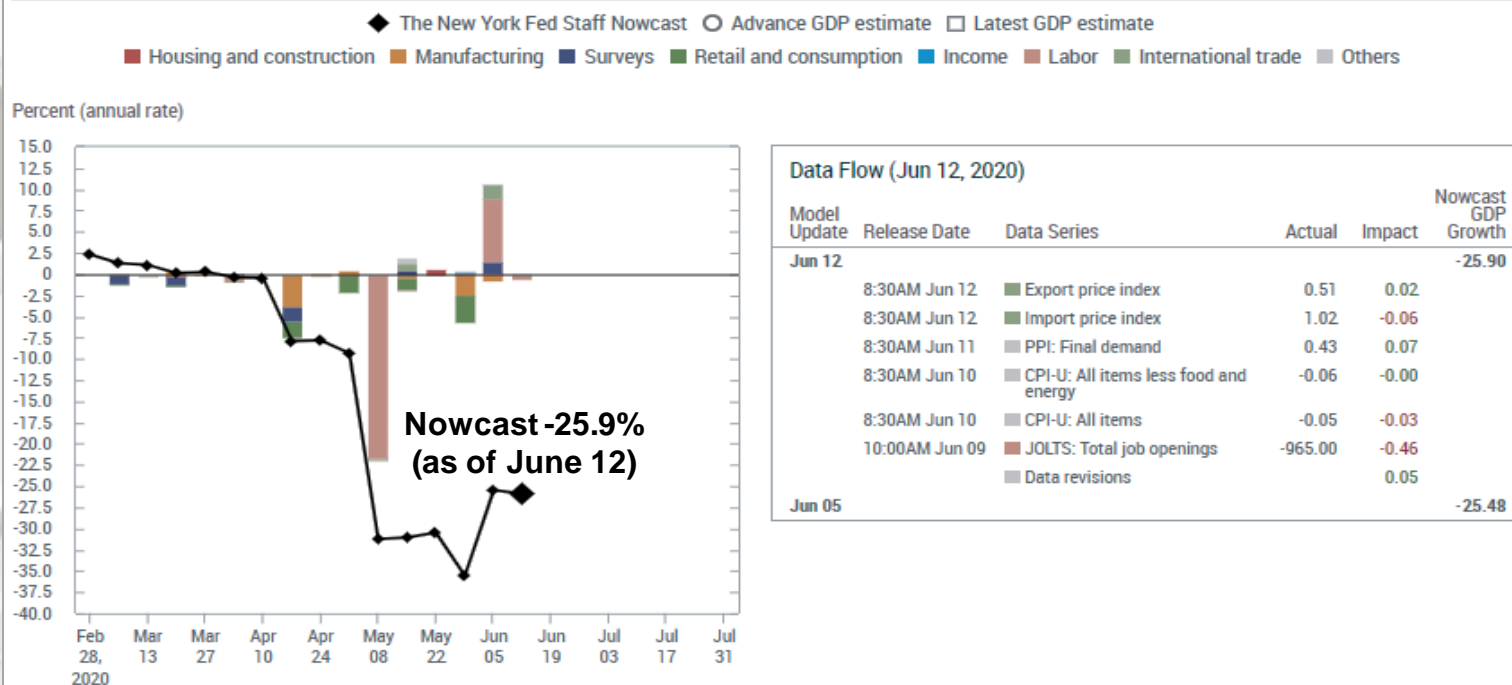 The New York Fed Staff Nowcast Advance GDP estimate Latest GDP estimate
Housing and construction Manufacturing Surveys Retail and consumption Income Labor International trade Others
Percent (annual rate)
15.0
12.5
10.0
7.5
5.0
2.5
0
-2.5
-5.0
-7.5
-10.0
-12.5
-15.0
-17.5
-20.0
-22.5
-25.0
-27.5
-30.0
-32.5
-35.0
-37.5
-40.0
Nowcast -25.9%
(as of June 12)
Feb Mar Mar Apr Apr May May Jun Jun Jul Jul Jul
28, 13 27 10 24 08 22 05 19 03 17 31
2020
Data Flow (Jun 12, 2020)
Nowcast
Model GDP
Update Release Date Data Series Actual Impact Growth
Jun 12 -25.90
8:30AM Jun 12 Export price index 0.51 0.02
8:30AM Jun 12 Import price index 1.02 -0.06
8:30AM Jun 11 PPI: Final demand 0.43 0.07
8:30AM Jun 10 CPI-U: All items less food and -0.06 -0.00
energy
8:30AM Jun 10 CPI-U: All items -0.05 -0.03
10:00AM Jun 09 JOLTS: Total job openings -965.00 -0.46
Data revisions 0.05
Jun 05 -25.48